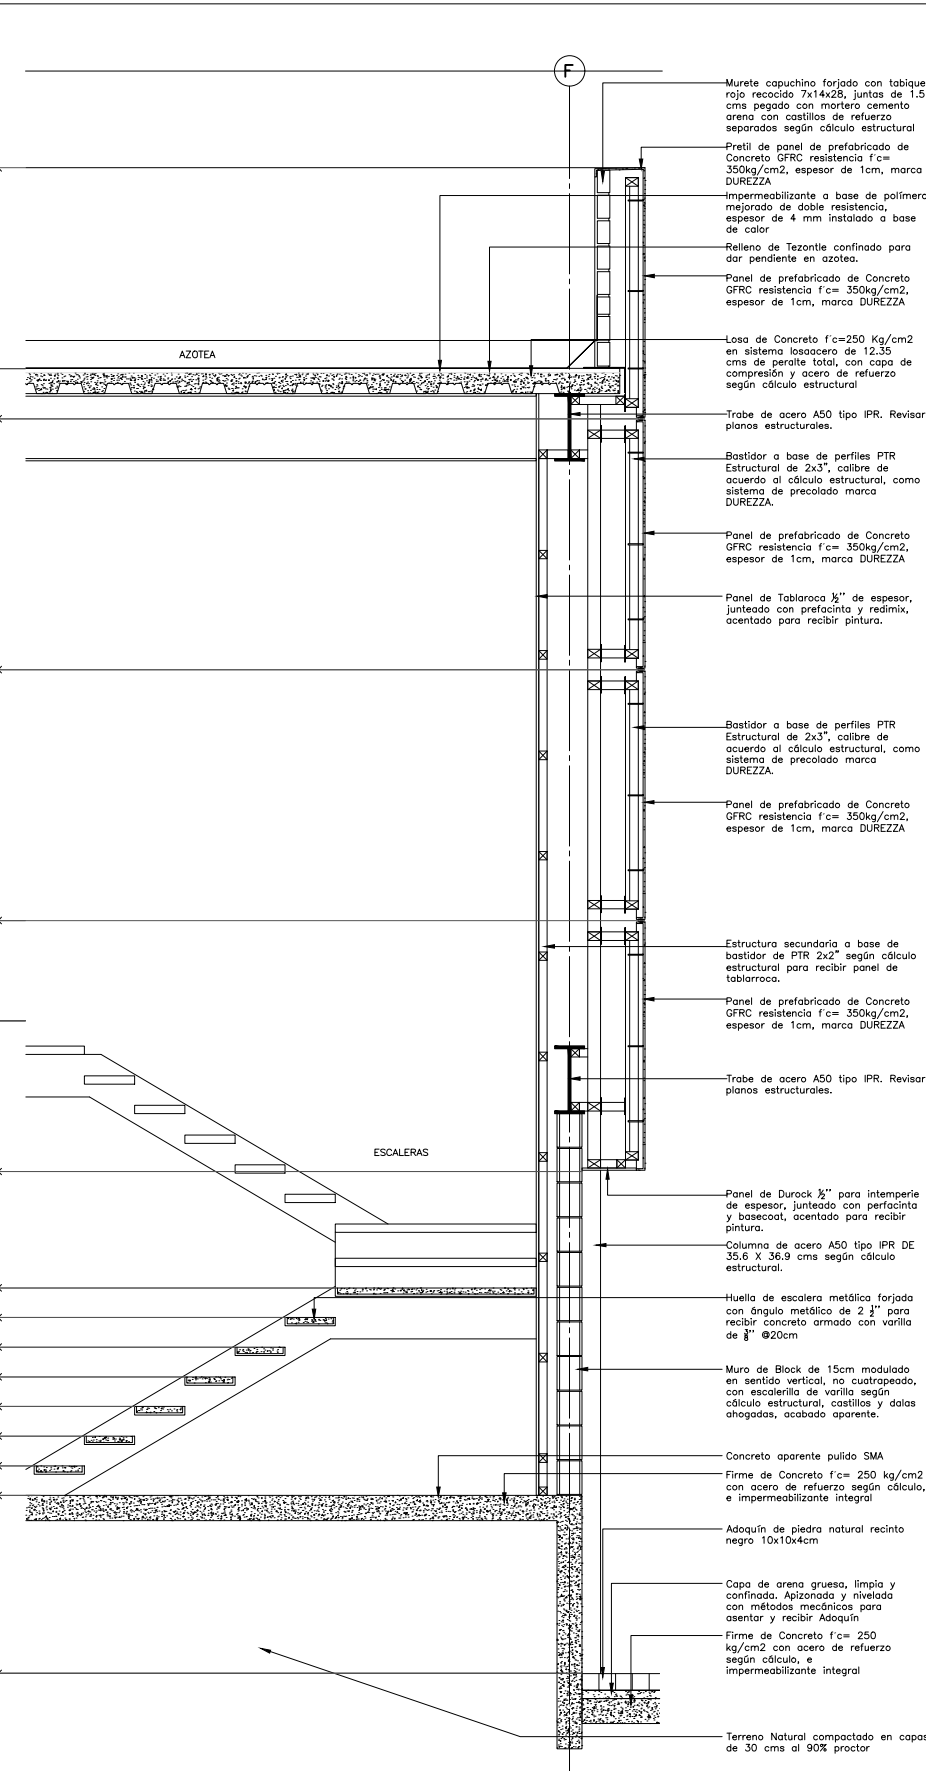 F
Murete capuchino forjado con tabique
rojo recocido 7x14x28, juntas de 1.5
cms pegado con mortero cemento
arena con castillos de refuerzo
separados según cálculo estructural
Pretil de panel de prefabricado de
Concreto GFRC resistencia f'c=
350kg/cm2, espesor de 1cm, marca
DUREZZA
Impermeabilizante a base de polímero
mejorado de doble resistencia,
espesor de 4 mm instalado a base
de calor
Relleno de Tezontle confinado para
dar pendiente en azotea.
Panel de prefabricado de Concreto
GFRC resistencia f'c= 350kg/cm2,
espesor de 1cm, marca DUREZZA
AZOTEA
Losa de Concreto f'c=250 Kg/cm2
en sistema losaacero de 12.35
cms de peralte total, con capa de
compresión y acero de refuerzo
según cálculo estructural
Trabe de acero A50 tipo IPR. Revisar
planos estructurales.
Bastidor a base de perfiles PTR
Estructural de 2x3", calibre de
acuerdo al cálculo estructural, como
sistema de precolado marca
DUREZZA.
Panel de prefabricado de Concreto
GFRC resistencia f'c= 350kg/cm2,
espesor de 1cm, marca DUREZZA
Panel de Tablaroca ½'' de espesor,
junteado con prefacinta y redimix,
acentado para recibir pintura.
Bastidor a base de perfiles PTR
Estructural de 2x3", calibre de
acuerdo al cálculo estructural, como
sistema de precolado marca
DUREZZA.
Panel de prefabricado de Concreto
GFRC resistencia f'c= 350kg/cm2,
espesor de 1cm, marca DUREZZA
Estructura secundaria a base de
bastidor de PTR 2x2" según cálculo
estructural para recibir panel de
tablarroca.
Panel de prefabricado de Concreto
GFRC resistencia f'c= 350kg/cm2,
espesor de 1cm, marca DUREZZA
Trabe de acero A50 tipo IPR. Revisar
planos estructurales.
ESCALERAS
Panel de Durock ½'' para intemperie
de espesor, junteado con perfacinta
y basecoat, acentado para recibir
pintura.
Columna de acero A50 tipo IPR DE
35.6 X 36.9 cms según cálculo
estructural.
Huella de escalera metálica forjada
con ángulo metálico de 2 ½'' para
recibir concreto armado con varilla
de ⅜'' @20cm
Muro de Block de 15cm modulado
en sentido vertical, no cuatrapeado,
con escalerilla de varilla según
cálculo estructural, castillos y dalas
ahogadas, acabado aparente.
Concreto aparente pulido SMA
Firme de Concreto f'c= 250 kg/cm2
con acero de refuerzo según cálculo,
e impermeabilizante integral
Adoquín de piedra natural recinto
negro 10x10x4cm
Capa de arena gruesa, limpia y
confinada. Apizonada y nivelada
con métodos mecánicos para
asentar y recibir Adoquín
Firme de Concreto f'c= 250
kg/cm2 con acero de refuerzo
según cálculo, e
impermeabilizante integral
Terreno Natural compactado en capas
de 30 cms al 90% proctor